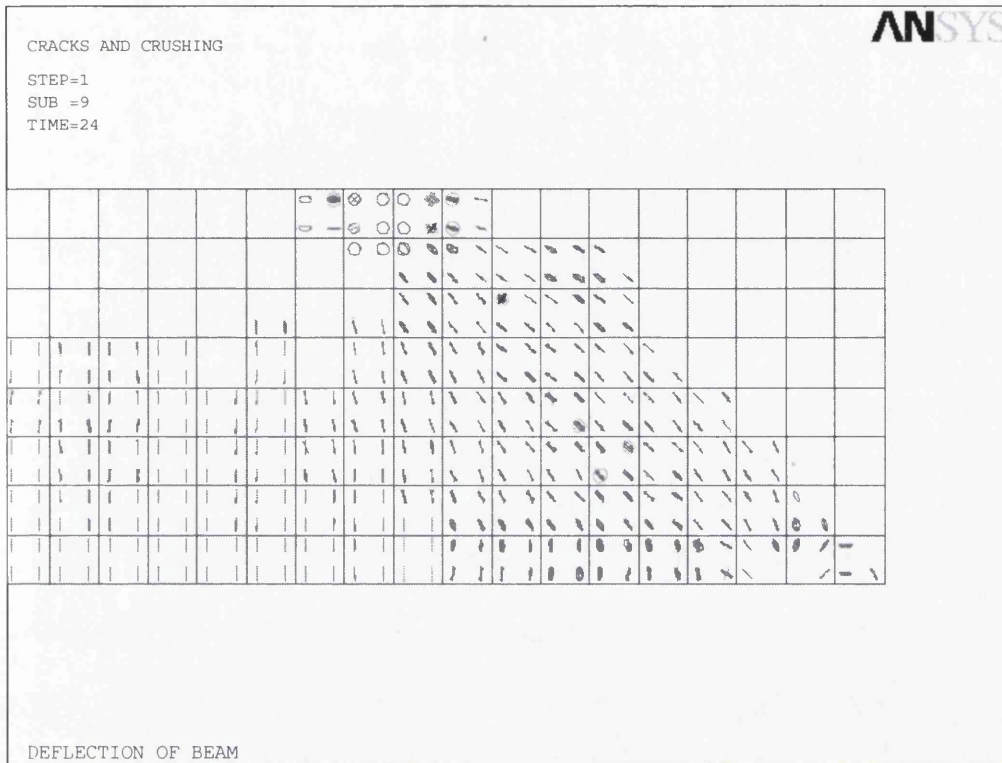 ANSYS
CRACKS AND CRUSHING
STEP=1
SUB =9
TIME=24
DEFLECTION OF BEAM